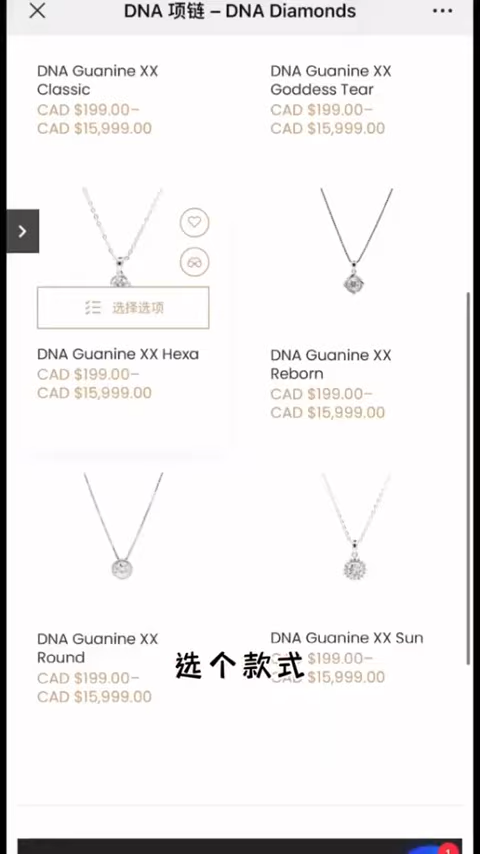 DNA 项链 – DNA Diamonds
DNA Guanine XX
Classic
CAD $199.00–
CAD $15,999.00
DNA Guanine XX
Goddess Tear
CAD $199.00–
CAD $15,999.00
选择选项
DNA Guanine XX Hexa
CAD $199.00–
CAD $15,999.00
DNA Guanine XX
Reborn
CAD $199.00–
CAD $15,999.00
DNA Guanine XX
Round
CAD $199.00–
CAD $15,999.00
DNA Guanine XX Sun
$199.00–
$15,999.00
选个款式
1